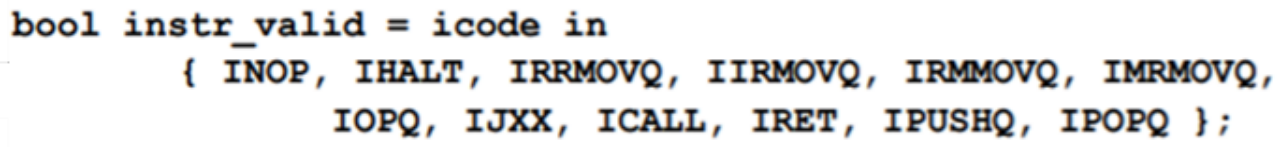 bool instr_valid = icode in
{ INOP, IHALT, IRRMOVQ, IIRMOVQ, IRMMOVQ, IMRMOVQ,
IOPQ, IJXX, ICALL, IRET, IPUSHQ, IPOPQ };